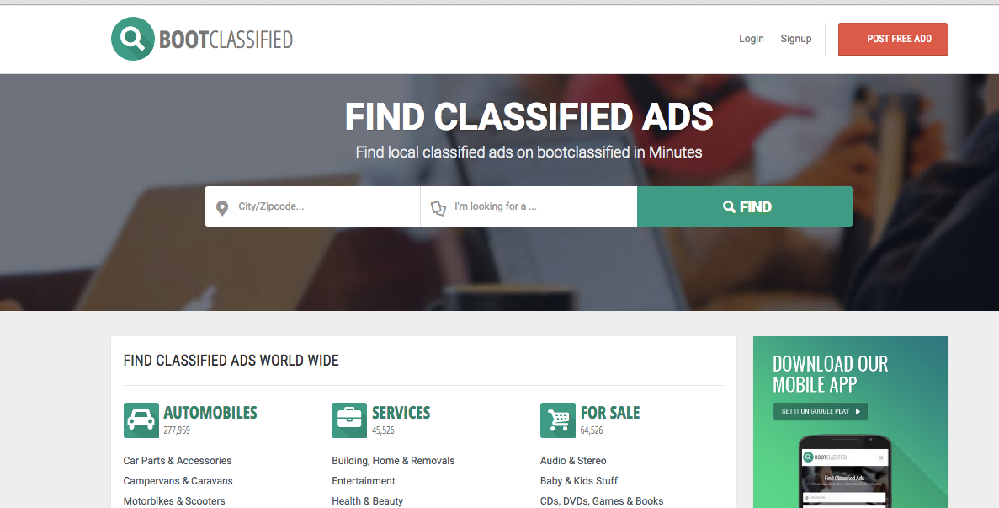 BOOTCLASSIFIED
Login Signup POST FREE ADD
FIND CLASSIFIED ADS
Find local classified ads on bootclassified in Minutes
City/Zipcode... I'm looking for a ... FIND
FIND CLASSIFIED ADS WORLD WIDE
AUTOMOBILES
277,959
Car Parts & Accessories
Campervans & Caravans
Motorbikes & Scooters
SERVICES
45,526
Building, Home & Removals
Entertainment
Health & Beauty
FOR SALE
64,526
Audio & Stereo
Baby & Kids Stuff
CDs, DVDs, Games & Books
DOWNLOAD OUR
MOBILE APP
GET IT ON GOOGLE PLAY
BOOTCLASSIFIED
Find Classified Ads